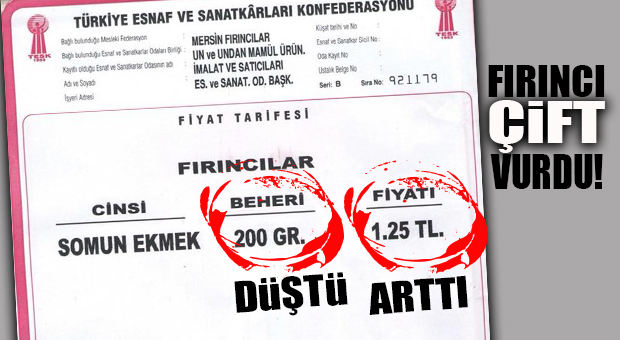 TÜRKİYE ESNAF VE SANATKÂRLARI KONFEDERASYONU
TESK
Bağlı bulunduğu Mesleki Federasyon :
Bağlı bulunduğu Esnaf ve Sanatkarlar Odaları Birliği :
Kayıtlı olduğu Esnaf ve Sanatkarlar Odasının adı :
Adı ve Soyadı :
İşyeri Adresi
MERSİN FIRINCILAR
UN ve UNDAN MAMÜL ÜRÜN.
İMALAT ve SATICILARI
ES. ve SANAT. OD. BAŞK.
Küşat tarihi ve No :
Esnaf ve Sanatkar Sicil No :
Oda Kayıt No :
Ustalık Belge No :
Seri: B Sıra No: 921179
TESK
FİYAT TARİFESİ
FIRINCILAR
CİNSİ BEHERİ FİYATI
SOMUN EKMEK 200 GR. 1.25 TL.
DÜŞTÜ ARTTI
FIRINCI
ÇİFT
VURDU!